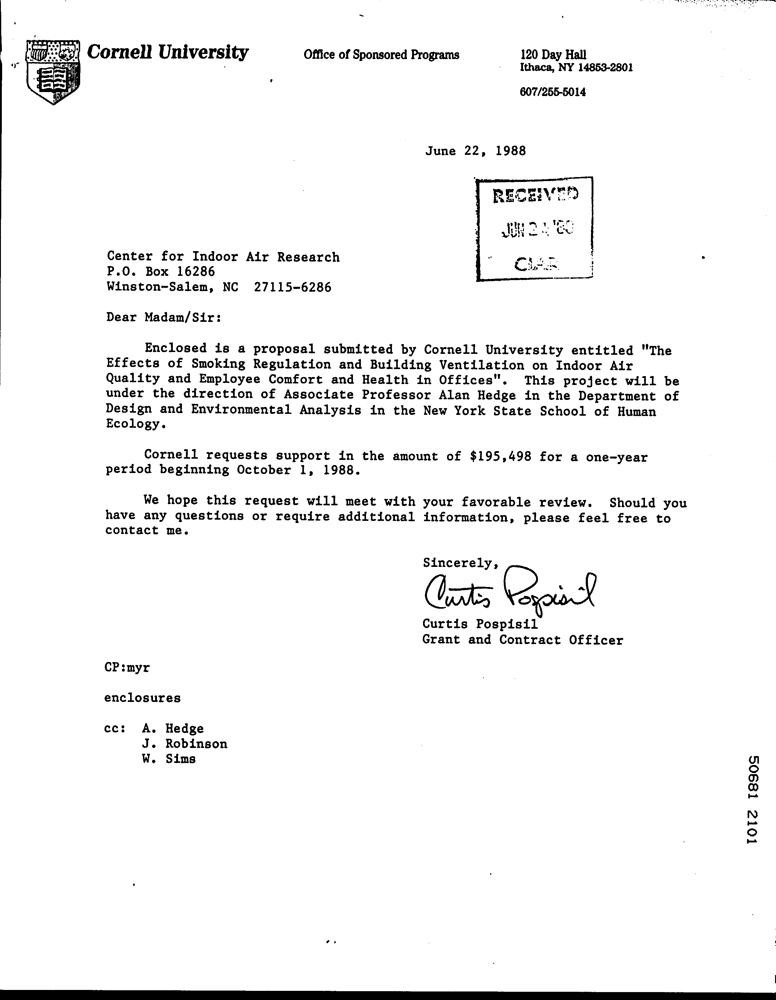 Cornell University
Office of Sponsored Programs
120 Day Hall
Ithaca, NY 14853-2801
607/255-5014
June 22, 1988
RECEIVED
JUN 24 '88
CIAR
Center for Indoor Air Research
P.O. Box 16286
Winston-Salem, NC 27115-6286
Dear Madam/Sir:
Enclosed is a proposal submitted by Cornell University entitled "The
Effects of Smoking Regulation and Building Ventilation on Indoor Air
Quality and Employee Comfort and Health in Offices". This project will be
under the direction of Associate Professor Alan Hedge in the Department of
Design and Environmental Analysis in the New York State School of Human
Ecology.
Cornell requests support in the amount of $195,498 for a one-year
period beginning October 1, 1988.
We hope this request will meet with your favorable review. Should you
have any questions or require additional information, please feel free to
contact me.
Sincerely,
Curtis Pospisil
Curtis Pospisil
Grant and Contract Officer
CP:myr
enclosures
cc: A. Hedge
J. Robinson
W. Sims
50681 2101